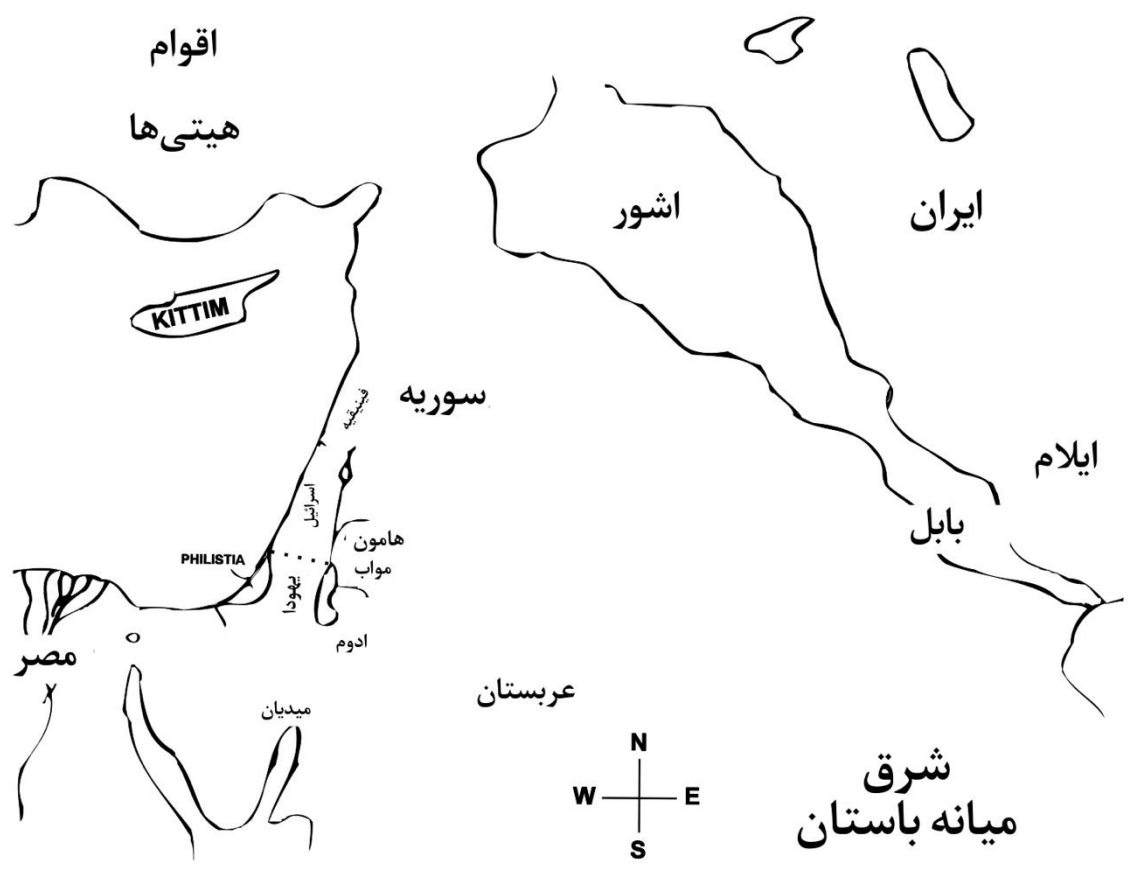 اقوام
هیتی‌ها
اشور
ایران
KITTIM
سوریه
فینیقیه
ایلام
اسرائیل
بابل
هامون
PHILISTIA
مواب
یهودا
ادوم
مصر
عربستان
میدیان
N
W E
S
شرق
میانه باستان